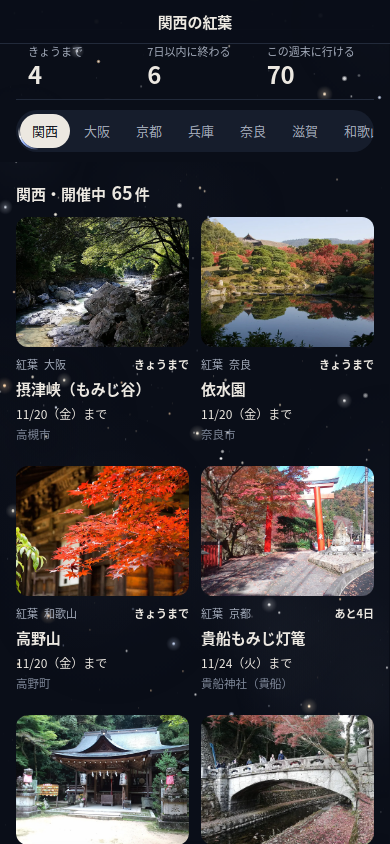 関西の紅葉
きょうまで
7日以内に終わる
この週末に行ける
4
6
70
関西
大阪
京都
兵庫
奈良
滋賀
和歌
関西・開催中 65件
紅葉 大阪
きょうまで
摂津峡（もみじ谷）
11/20（金）まで
高槻市
紅葉 奈良
きょうまで
依水園
11/20（金）まで
奈良市
紅葉 和歌山
きょうまで
高野山
11/20（金）まで
高野町
紅葉 京都
あと4日
貴船もみじ灯篭
11/24（火）まで
貴船神社（貴船）